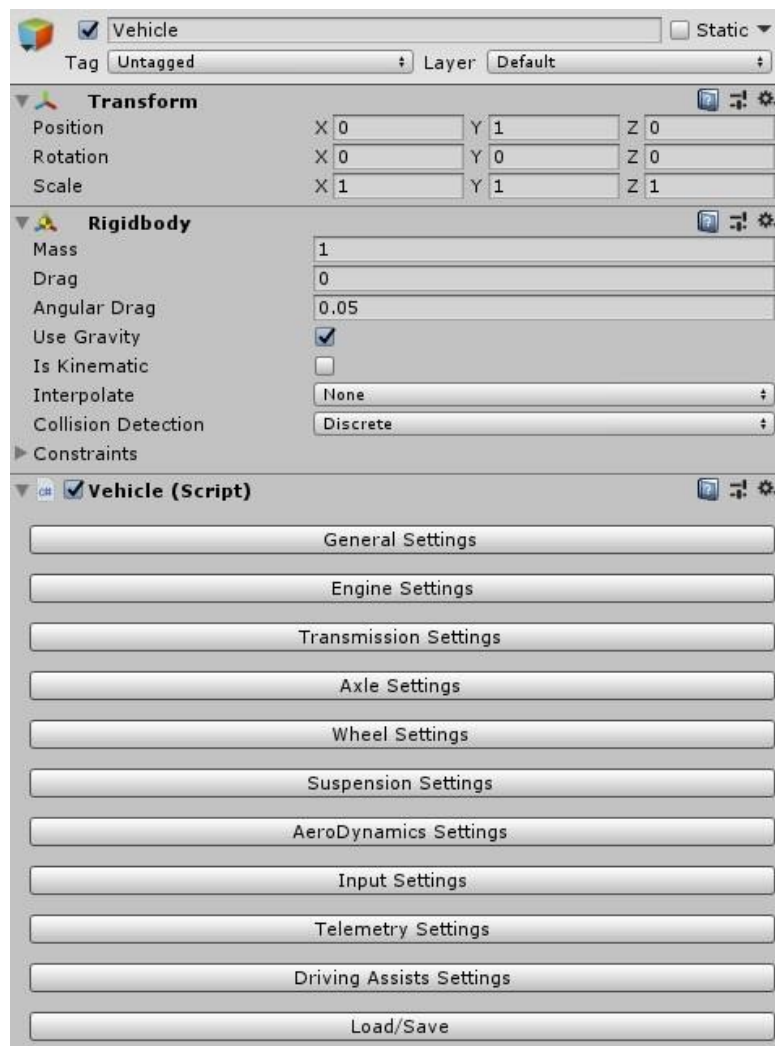 Vehicle Static
Tag Untagged Layer Default
Transform
Position X 0 Y 1 Z 0
Rotation X 0 Y 0 Z 0
Scale X 1 Y 1 Z 1
Rigidbody
Mass 1
Drag 0
Angular Drag 0.05
Use Gravity
Is Kinematic
Interpolate None
Collision Detection Discrete
Constraints
C# Vehicle (Script)
General Settings
Engine Settings
Transmission Settings
Axle Settings
Wheel Settings
Suspension Settings
AeroDynamics Settings
Input Settings
Telemetry Settings
Driving Assists Settings
Load/Save